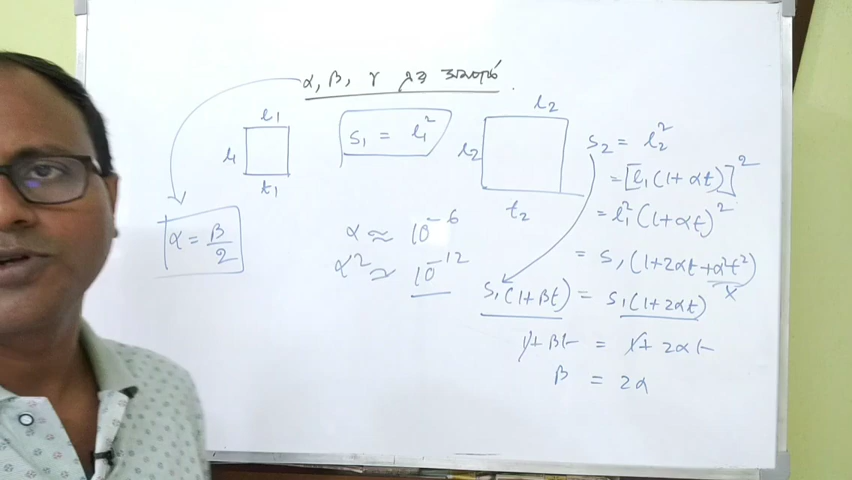 α, β, γ এর সম্পর্ক
l₁
l₁
t₁
S₁ = l₁²
l₂
l₂
t₂
S₂ = l₂²
= [l₁(1+αt)]²
= l₁²(1+αt)²
= S₁(1+2αt+α²t²)
x
S₁(1+βt) = S₁(1+2αt)
1+βt = 1+2αt
β = 2α
α ≈ 10⁻⁶
α² ≈ 10⁻¹²
α = β/2